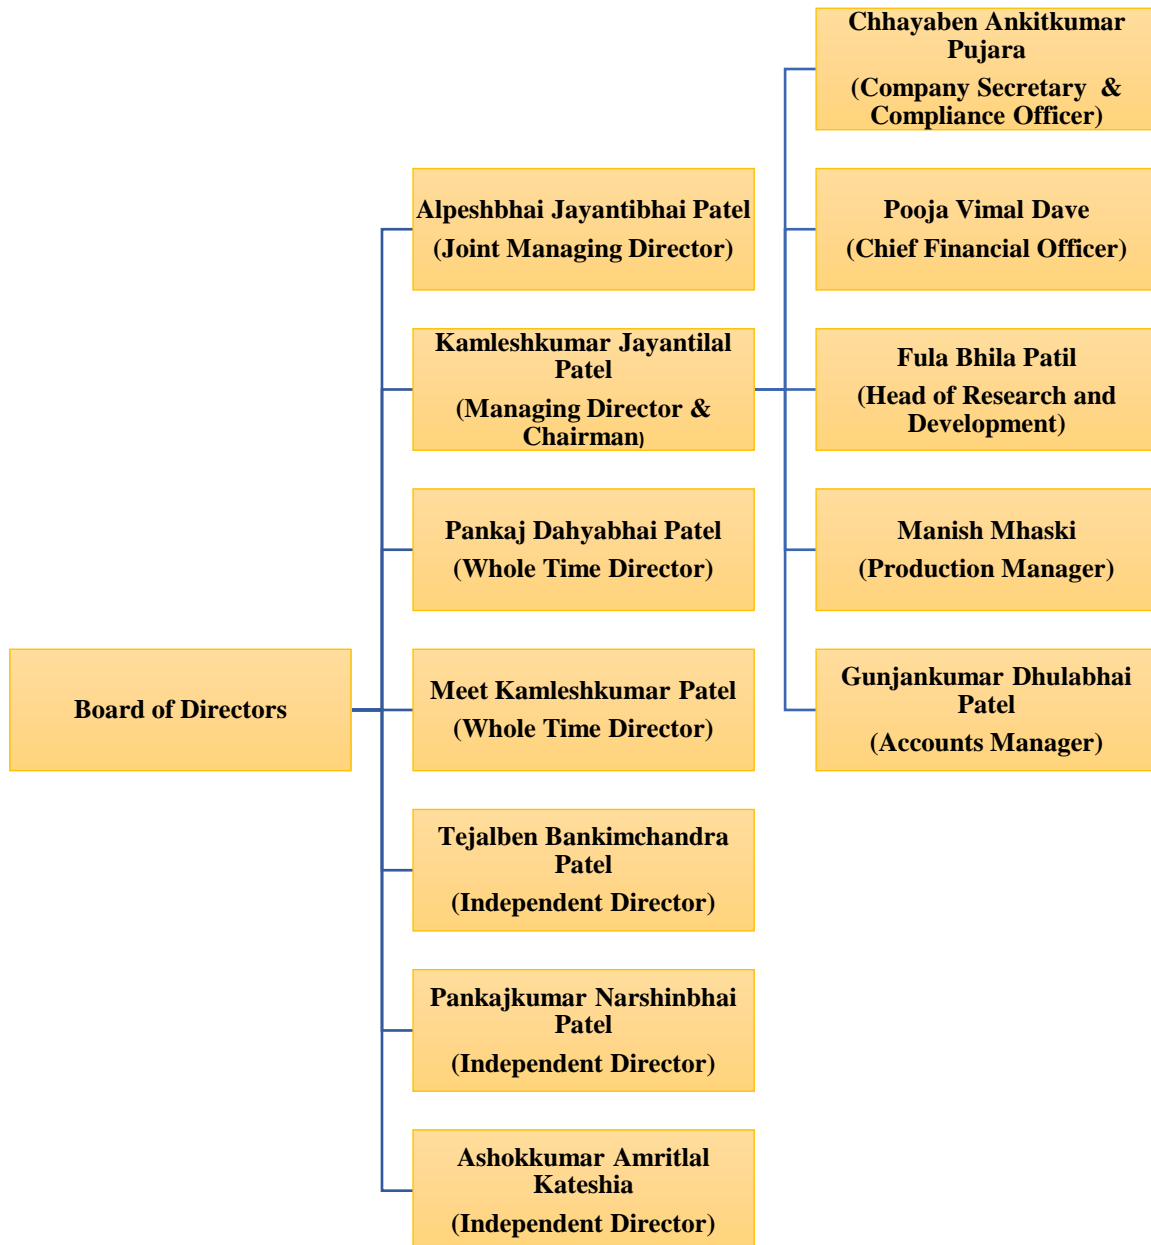 Board of Directors
Alpeshbhai Jayantibhai Patel
(Joint Managing Director)
Kamleshkumar Jayantilal
Patel
(Managing Director &
Chairman)
Pankaj Dahyabhai Patel
(Whole Time Director)
Meet Kamleshkumar Patel
(Whole Time Director)
Tejalben Bankimchandra
Patel
(Independent Director)
Pankajkumar Narshinbhai
Patel
(Independent Director)
Ashokkumar Amritlal
Kateshia
(Independent Director)
Chhayaben Ankitkumar
Pujara
(Company Secretary &
Compliance Officer)
Pooja Vimal Dave
(Chief Financial Officer)
Fula Bhila Patil
(Head of Research and
Development)
Manish Mhaski
(Production Manager)
Gunjankumar Dhulabhai
Patel
(Accounts Manager)